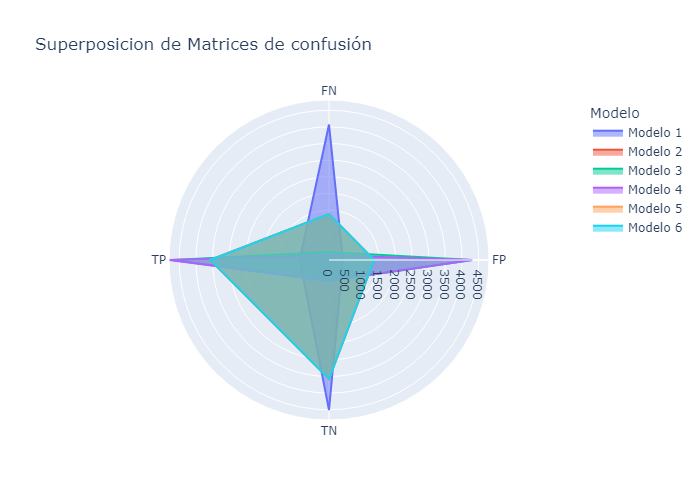 Superposicion de Matrices de confusión
Modelo
Modelo 1
Modelo 2
Modelo 3
Modelo 4
Modelo 5
Modelo 6
FN
TP
FP
0
500
1000
1500
2000
2500
3000
3500
4000
4500
TN